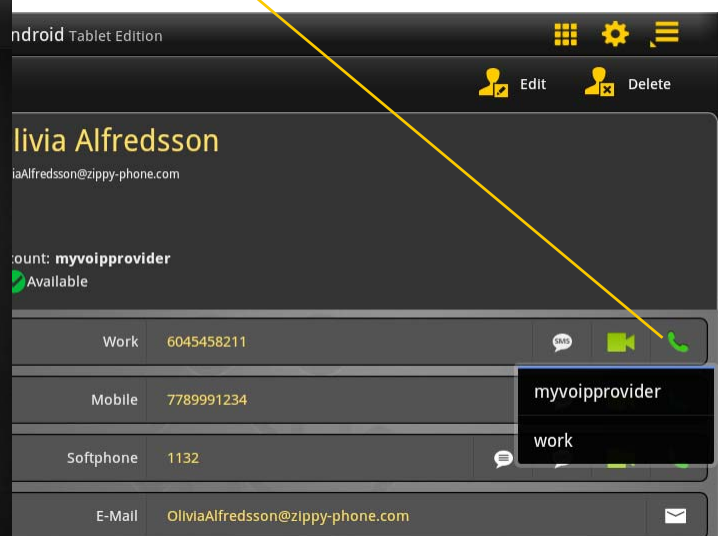 ndroid Tablet Edition
Edit Delete
livia Alfredsson
iaAlfredsson@zippy-phone.com
ount: myvoipprovider
Available
Work 6045458211 SMS
myvoipprovider
Mobile 7789991234
work
Softphone 1132
E-Mail OliviaAlfredsson@zippy-phone.com